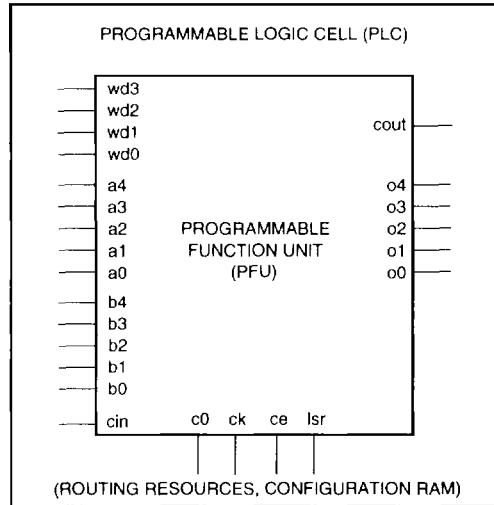 PROGRAMMABLE LOGIC CELL (PLC)
wd3
wd2
wd1
wd0
a4
a3
a2
a1
a0
b4
b3
b2
b1
b0
cin
PROGRAMMABLE
FUNCTION UNIT
(PFU)
cout
o4
o3
o2
o1
o0
c0 ck ce lsr
(ROUTING RESOURCES, CONFIGURATION RAM)